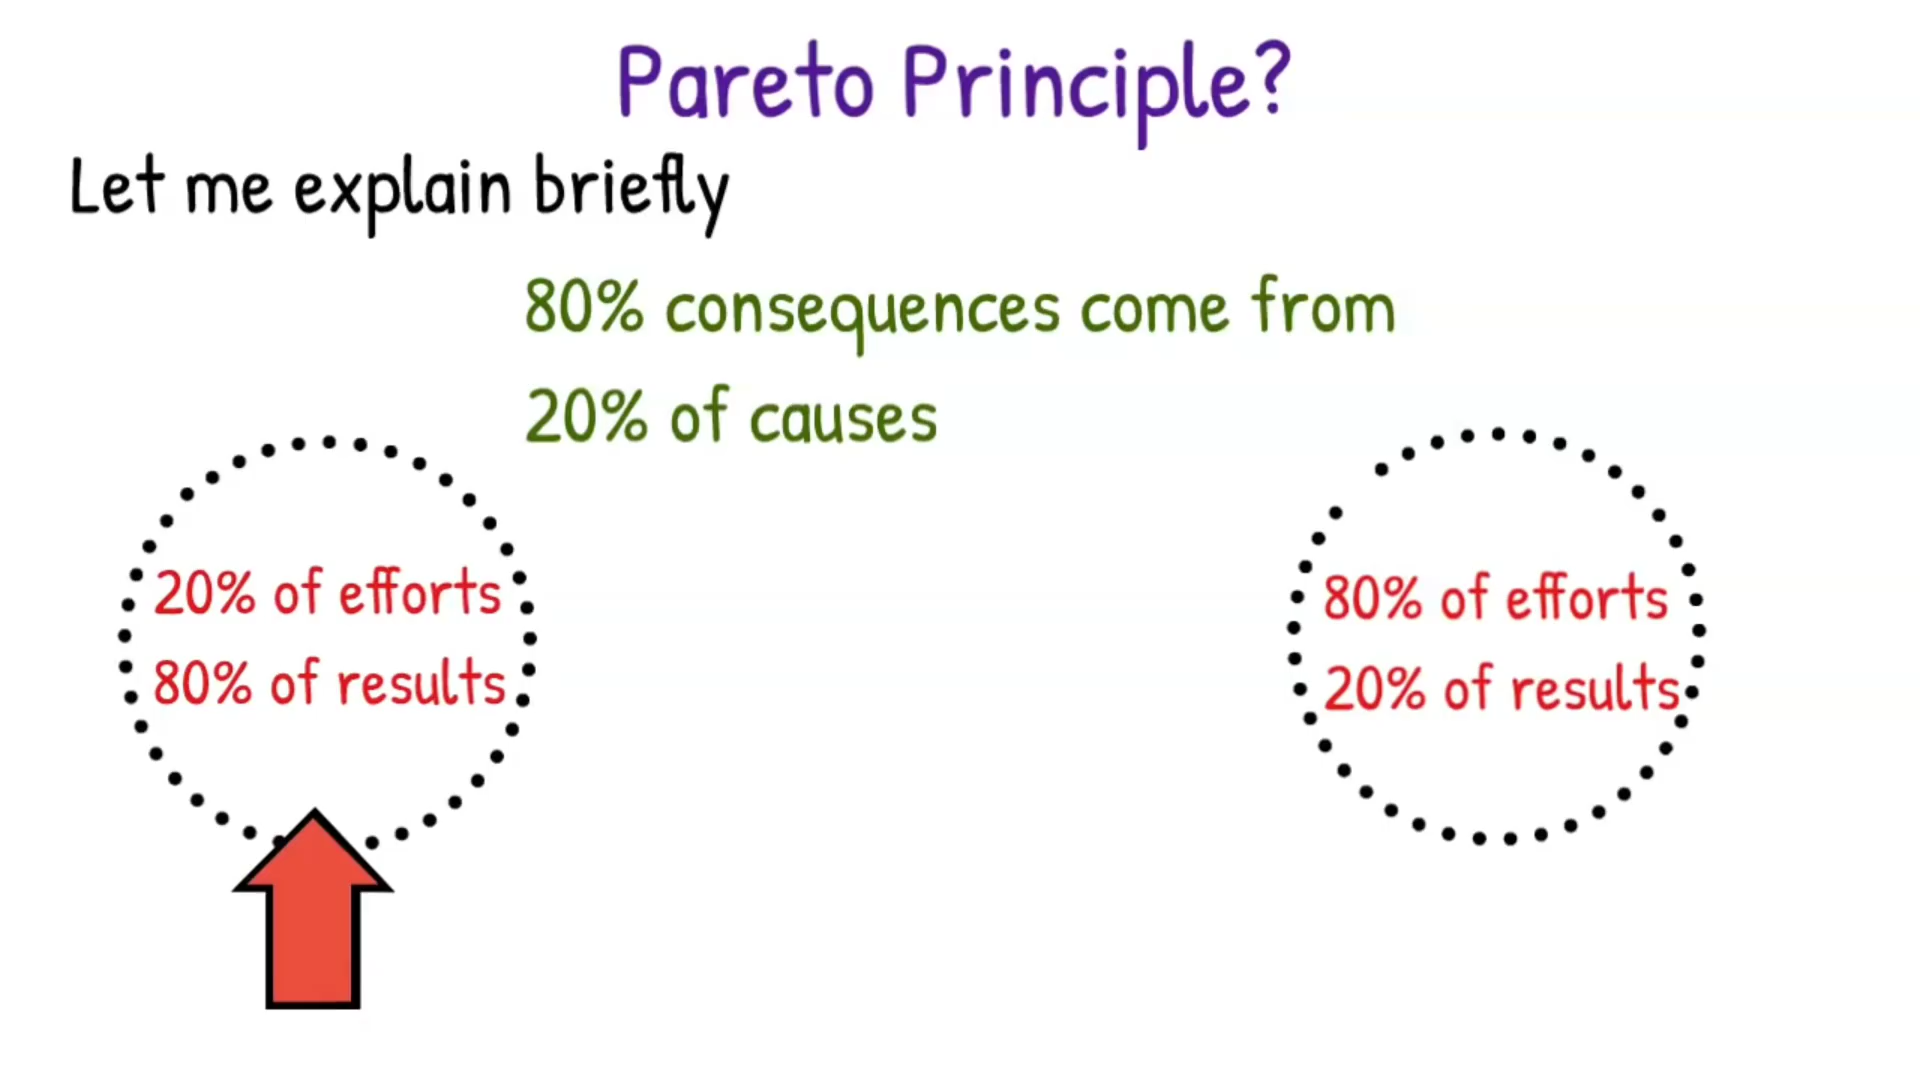 Pareto Principle?
Let me explain briefly
80% consequences come from
20% of causes
20% of efforts
80% of results
80% of efforts
20% of results